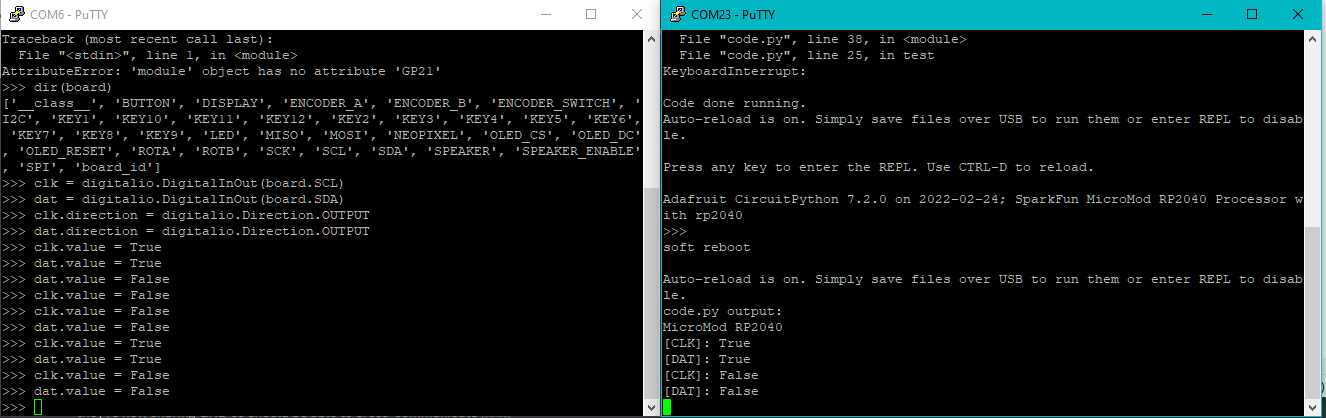 COM6 - PuTTY
Traceback (most recent call last):
  File "<stdin>", line 1, in <module>
AttributeError: 'module' object has no attribute 'GP21'
>>> dir(board)
['__class__', 'BUTTON', 'DISPLAY', 'ENCODER_A', 'ENCODER_B', 'ENCODER_SWITCH', '
I2C', 'KEY1', 'KEY10', 'KEY11', 'KEY12', 'KEY2', 'KEY3', 'KEY4', 'KEY5', 'KEY6',
 'KEY7', 'KEY8', 'KEY9', 'LED', 'MISO', 'MOSI', 'NEOPIXEL', 'OLED_CS', 'OLED_DC'
, 'OLED_RESET', 'ROTA', 'ROTB', 'SCK', 'SCL', 'SDA', 'SPEAKER', 'SPEAKER_ENABLE'
, 'SPI', 'board_id']
>>> clk = digitalio.DigitalInOut(board.SCL)
>>> dat = digitalio.DigitalInOut(board.SDA)
>>> clk.direction = digitalio.Direction.OUTPUT
>>> dat.direction = digitalio.Direction.OUTPUT
>>> clk.value = True
>>> dat.value = True
>>> dat.value = False
>>> clk.value = False
>>> clk.value = False
>>> dat.value = False
>>> clk.value = True
>>> dat.value = True
>>> clk.value = False
>>> dat.value = False
>>>
COM23 - PuTTY
  File "code.py", line 38, in <module>
  File "code.py", line 25, in test
KeyboardInterrupt:
Code done running.
Auto-reload is on. Simply save files over USB to run them or enter REPL to disab
le.
Press any key to enter the REPL. Use CTRL-D to reload.
Adafruit CircuitPython 7.2.0 on 2022-02-24; SparkFun MicroMod RP2040 Processor w
ith rp2040
>>>
soft reboot
Auto-reload is on. Simply save files over USB to run them or enter REPL to disab
le.
code.py output:
MicroMod RP2040
[CLK]: True
[DAT]: True
[CLK]: False
[DAT]: False